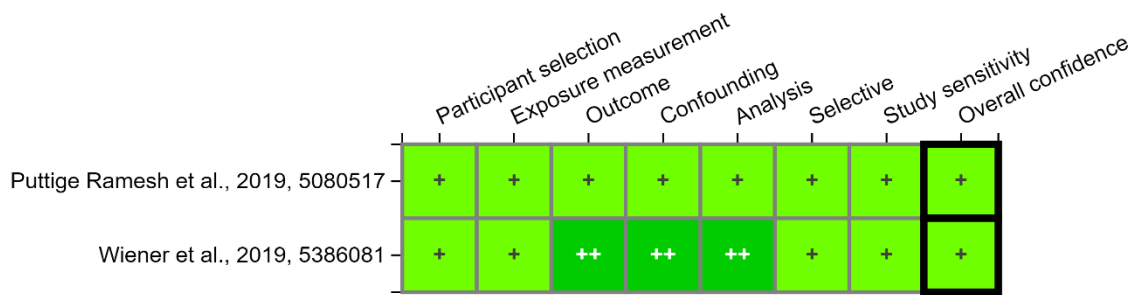 Participant selection
Exposure measurement
Outcome
Confounding
Analysis
Selective
Study sensitivity
Overall confidence
Puttige Ramesh et al., 2019, 5080517 + + + + + + + +
Wiener et al., 2019, 5386081 + + ++ ++ ++ + + +